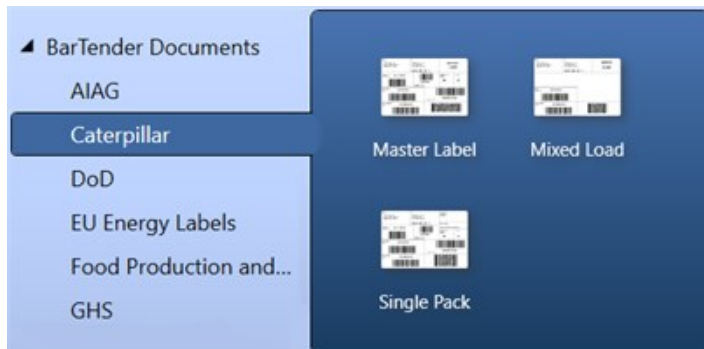 BarTender Documents
AIAG
Caterpillar
DoD
EU Energy Labels
Food Production and...
GHS
Master Label
Mixed Load
Single Pack